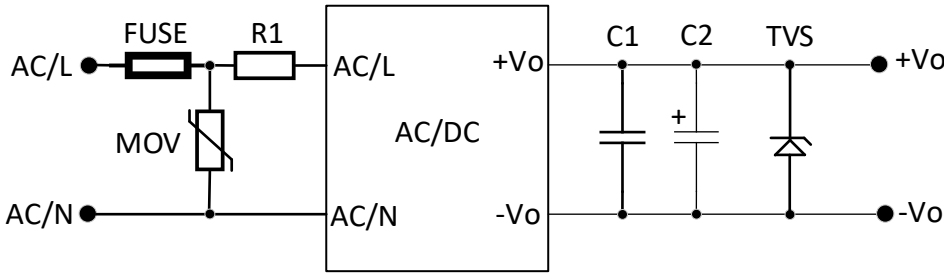 FUSE R1 C1 C2 TVS
AC/L AC/L +Vo +Vo
+
MOV AC/DC
AC/N AC/N -Vo -Vo